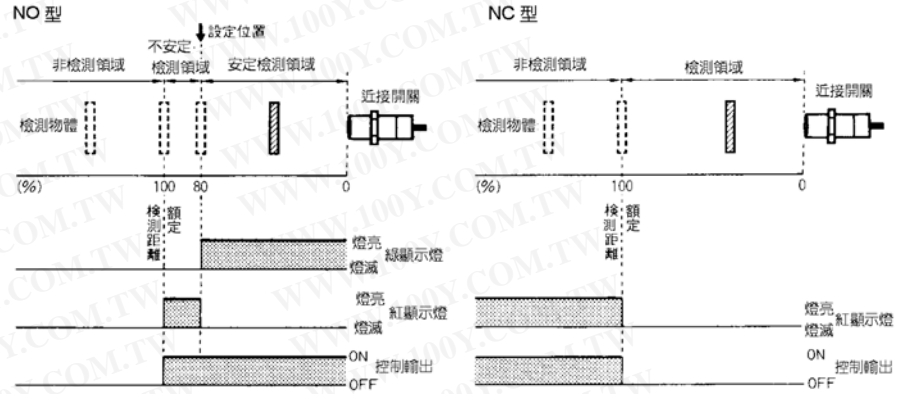 NO 型
設定位置
不安定
非檢測領域
檢測領域
安定檢測領域
近接開關
檢測物體
(%)
100
80
0
額定
檢測距離
燈亮
綠顯示燈
燈滅
燈亮
紅顯示燈
燈滅
ON
控制輸出
OFF
NC 型
非檢測領域
檢測領域
近接開關
檢測物體
(%)
100
0
額定
檢測距離
燈亮
紅顯示燈
燈滅
ON
控制輸出
OFF
WWW.100Y.COM.TW